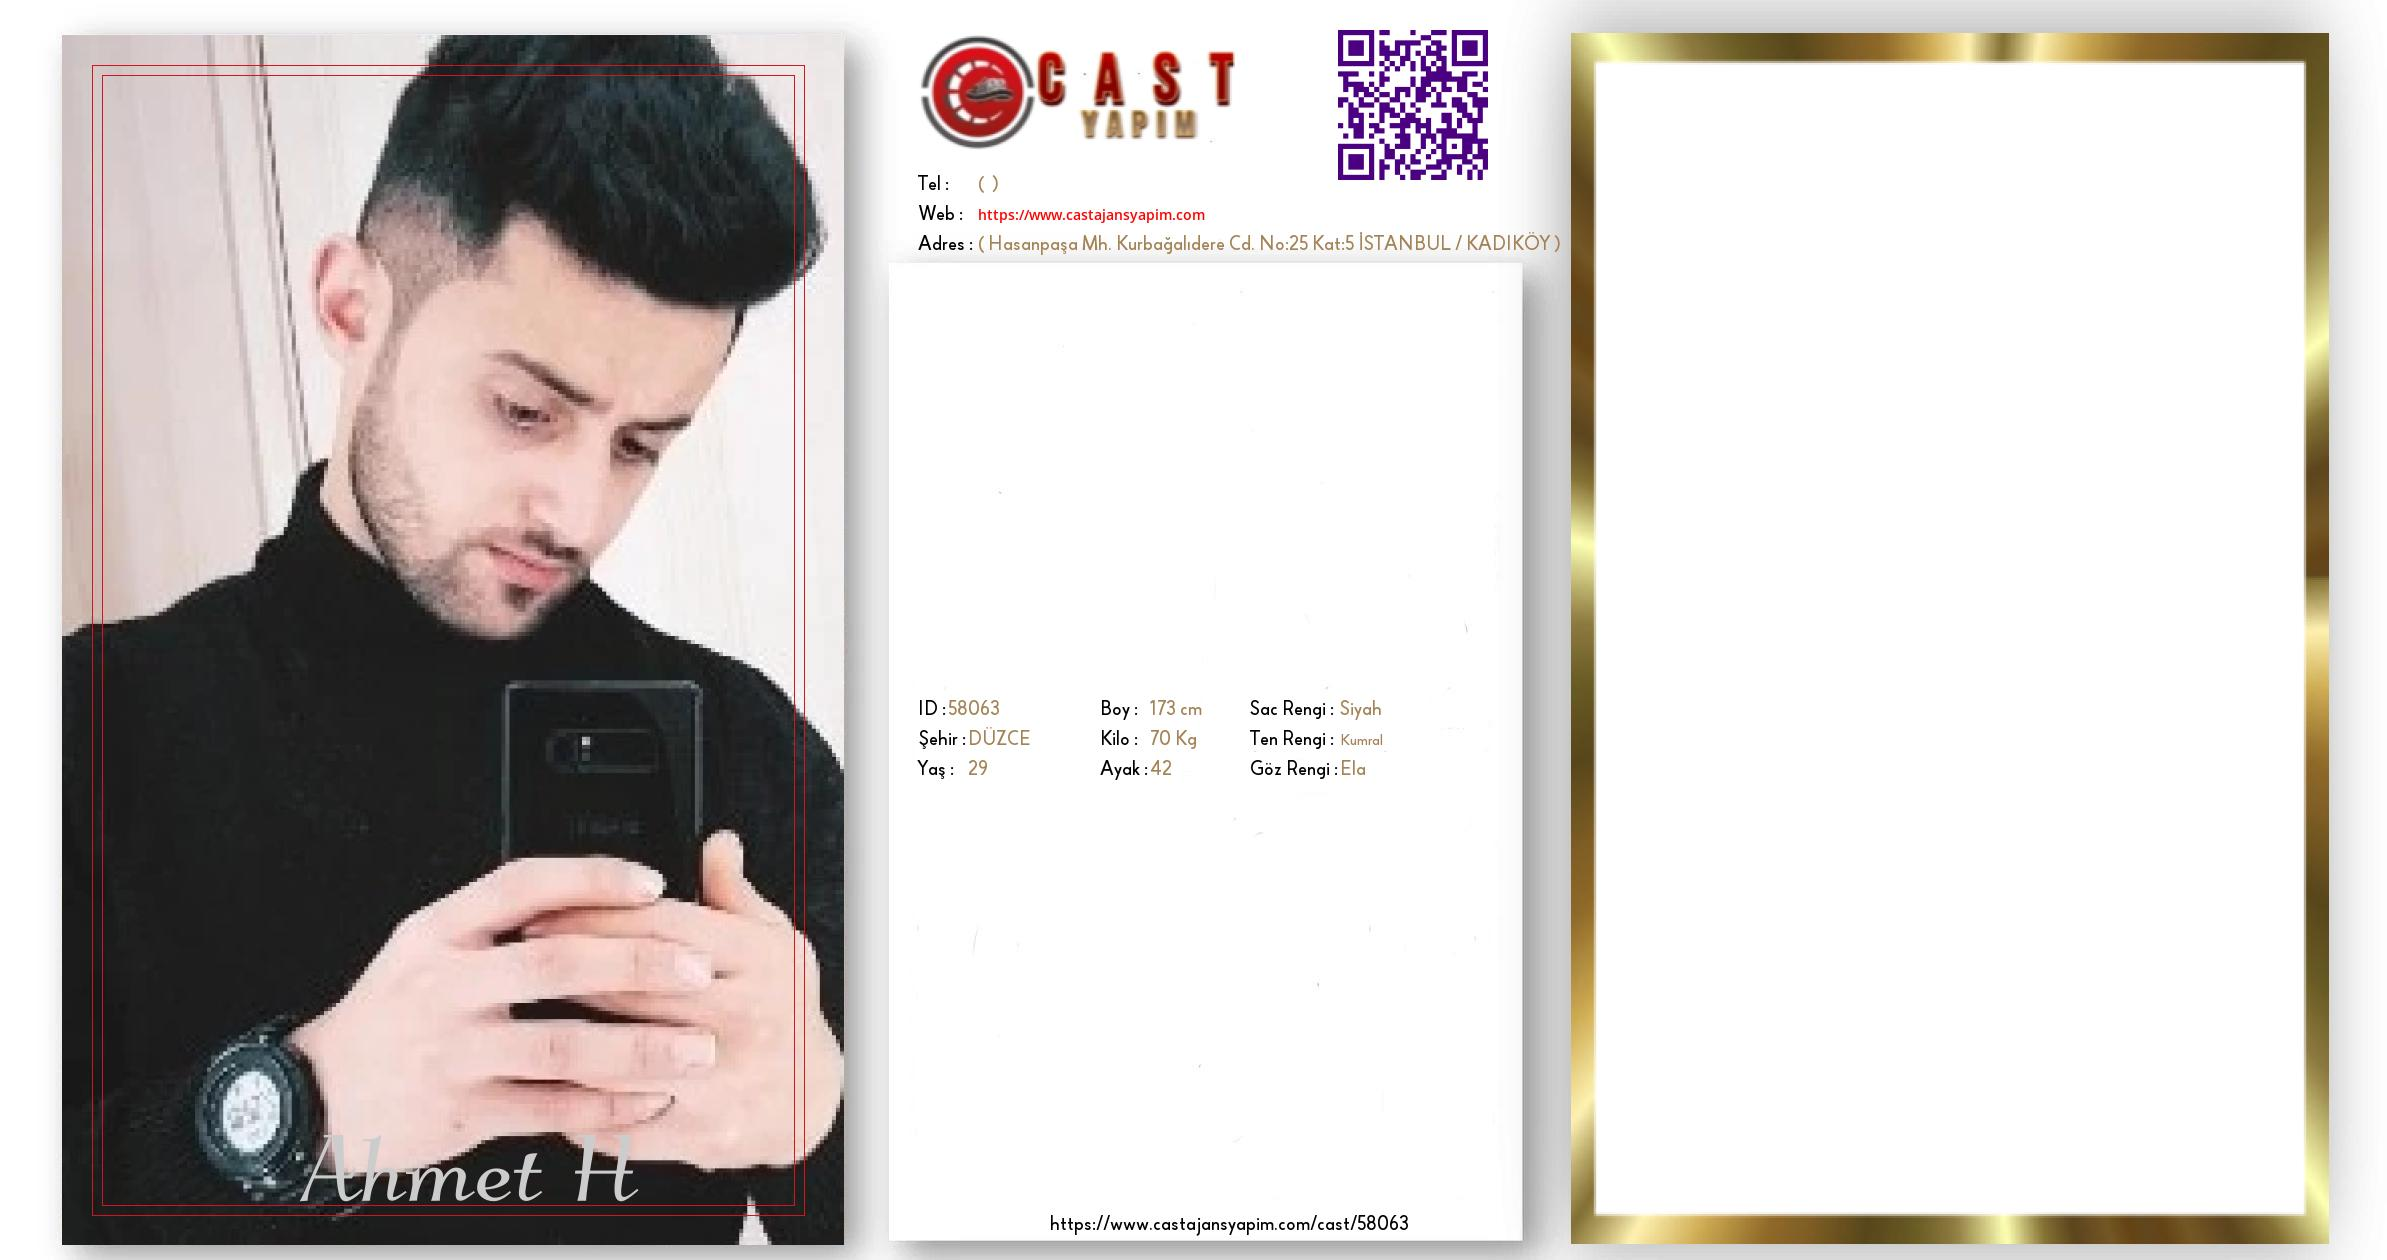 Ahmet H
CAST
YAPIM
Tel : ( )
Web : https://www.castajansyapim.com
Adres : ( Hasanpaşa Mh. Kurbağalıdere Cd. No:25 Kat:5 İSTANBUL / KADIKÖY )
ID : 58063 Boy : 173 cm Sac Rengi : Siyah
Şehir : DÜZCE Kilo : 70 Kg Ten Rengi : Kumral
Yaş : 29 Ayak : 42 Göz Rengi : Ela
https://www.castajansyapim.com/cast/58063